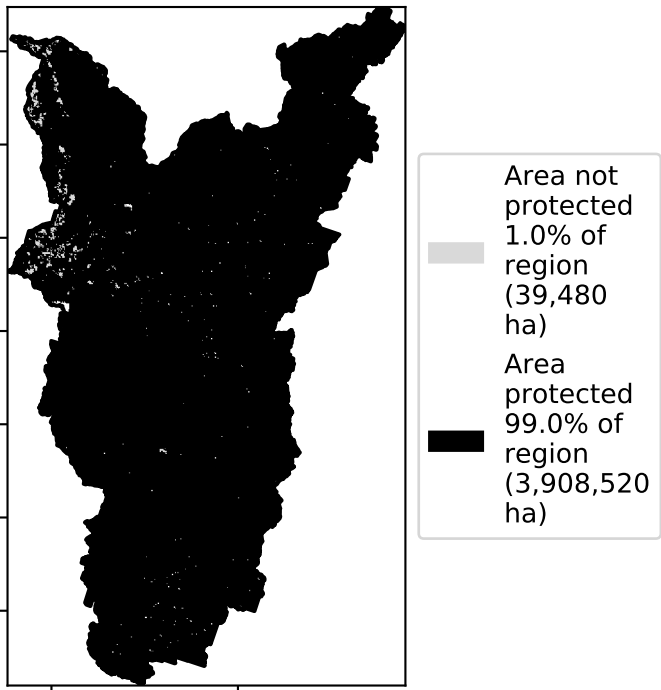 Area not
protected
1.0% of
region
(39,480
ha)
Area
protected
99.0% of
region
(3,908,520
ha)